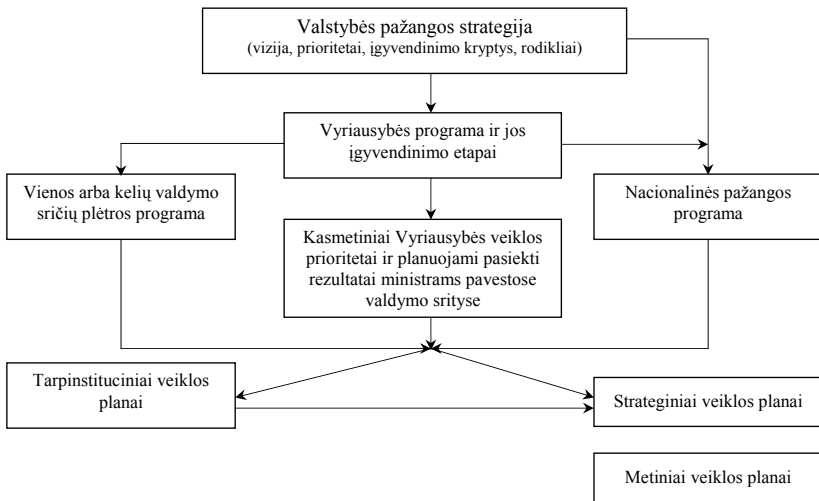 Valstybės pažangos strategija
(vizija, prioritetai, įgyvendinimo kryptys, rodikliai)
Vyriausybės programa ir jos
įgyvendinimo etapai
Vienos arba kelių valdymo
sričių plėtros programa
Nacionalinės pažangos
programa
Kasmetiniai Vyriausybės veiklos
prioritetai ir planuojami pasiekti
rezultatai ministrams pavestose
valdymo srityse
Tarpinstituciniai veiklos
planai
Strateginiai veiklos planai
Metiniai veiklos planai